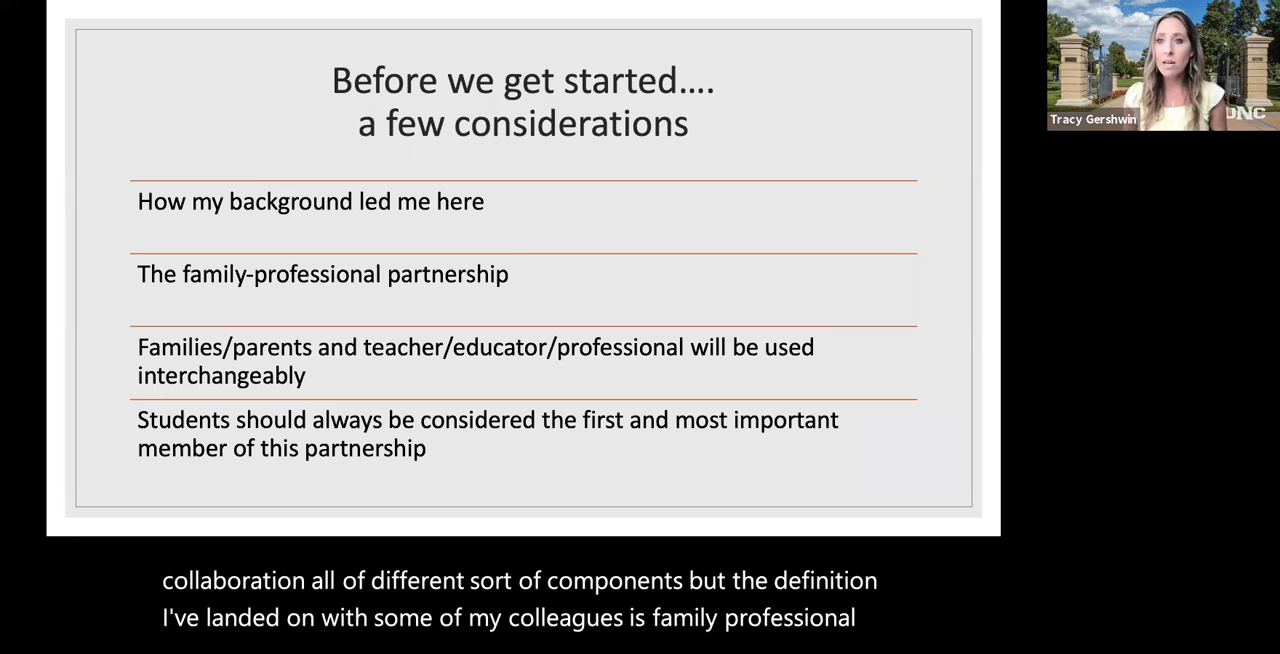 Before we get started....
a few considerations
How my background led me here
The family-professional partnership
Families/parents and teacher/educator/professional will be used
interchangeably
Students should always be considered the first and most important
member of this partnership
Tracy Gershwin
collaboration all of different sort of components but the definition
I've landed on with some of my colleagues is family professional